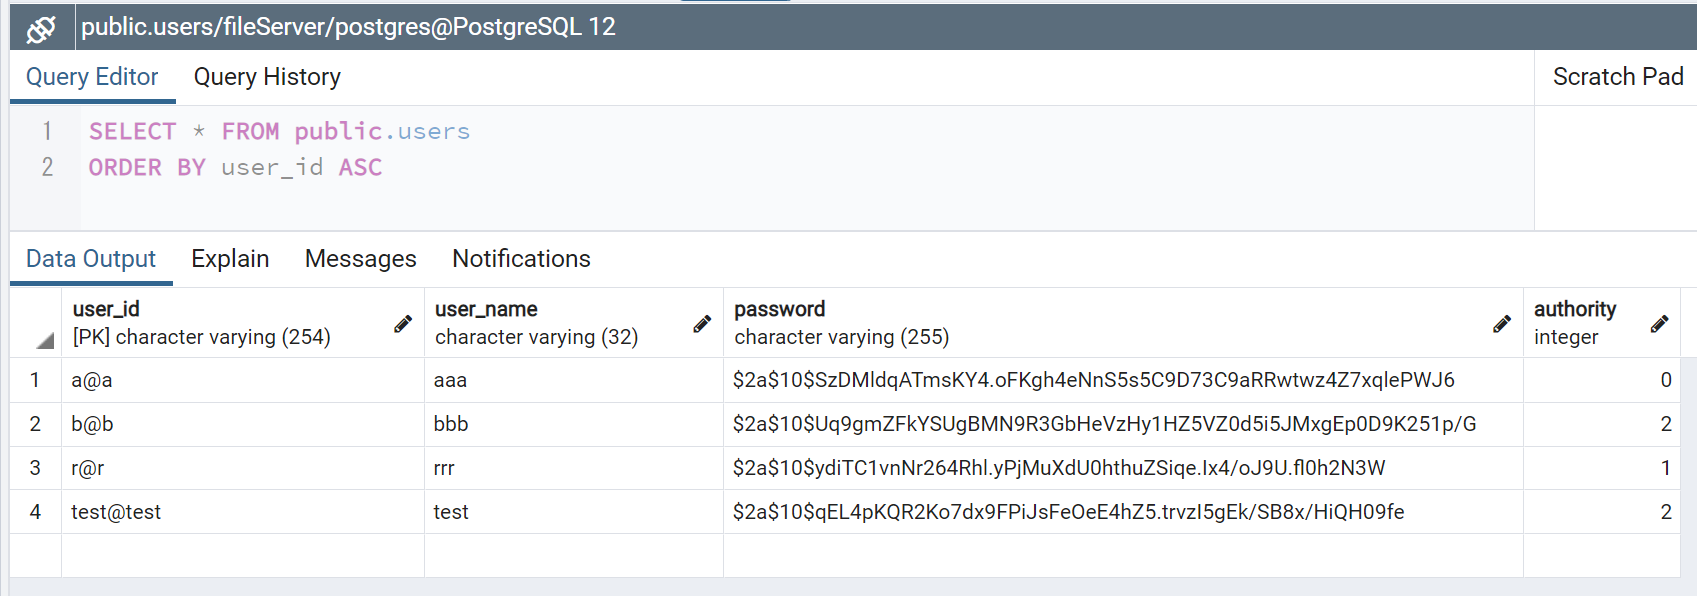 public.users/fileServer/postgres@PostgreSQL 12
Query Editor Query History Scratch Pad
1 SELECT * FROM public.users
2 ORDER BY user_id ASC
Data Output Explain Messages Notifications
user_id user_name password authority
[PK] character varying (254) character varying (32) character varying (255) integer
1 a@a aaa $2a$10$SzDMldqATmsKY4.oFKgh4eNnS5s5C9D73C9aRRwtwz4Z7xqlePWJ6 0
2 b@b bbb $2a$10$Uq9gmZFkYSUgBMN9R3GbHeVzHy1HZ5VZ0d5i5JMxgEp0D9K251p/G 2
3 r@r rrr $2a$10$ydiTC1vnNr264Rhl.yPjMuXdU0hthuZSiqe.Ix4/oJ9U.fl0h2N3W 1
4 test@test test $2a$10$qEL4pKQR2Ko7dx9FPiJsFeOeE4hZ5.trvzI5gEk/SB8x/HiQH09fe 2